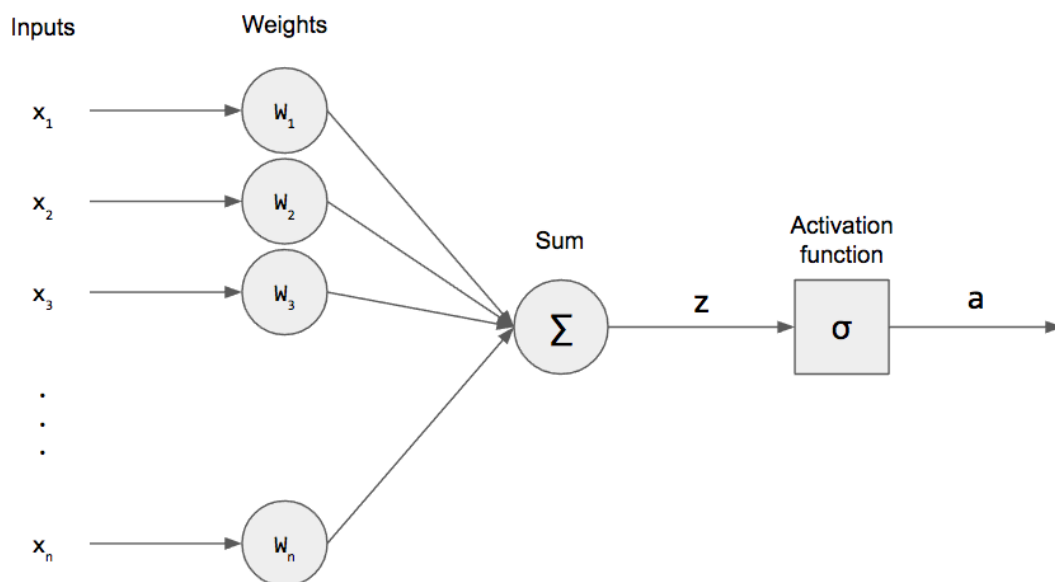 Inputs
Weights
x₁
W₁
x₂
W₂
x₃
W₃
.
.
.
xₙ
Wₙ
Sum
Σ
z
Activation
function
σ
a